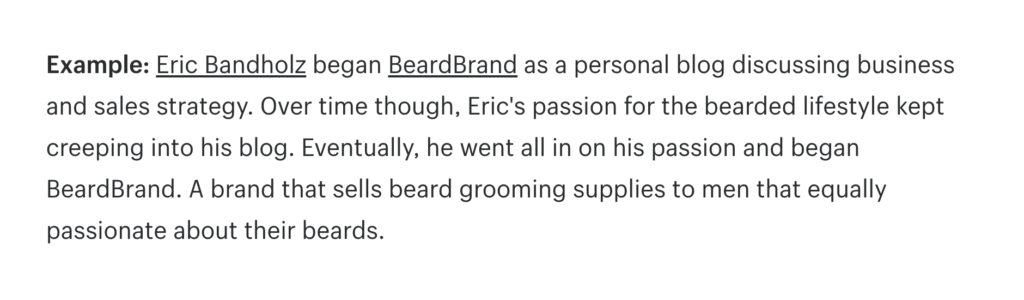 Example: Eric Bandholz began BeardBrand as a personal blog discussing business
and sales strategy. Over time though, Eric's passion for the bearded lifestyle kept
creeping into his blog. Eventually, he went all in on his passion and began
BeardBrand. A brand that sells beard grooming supplies to men that equally
passionate about their beards.